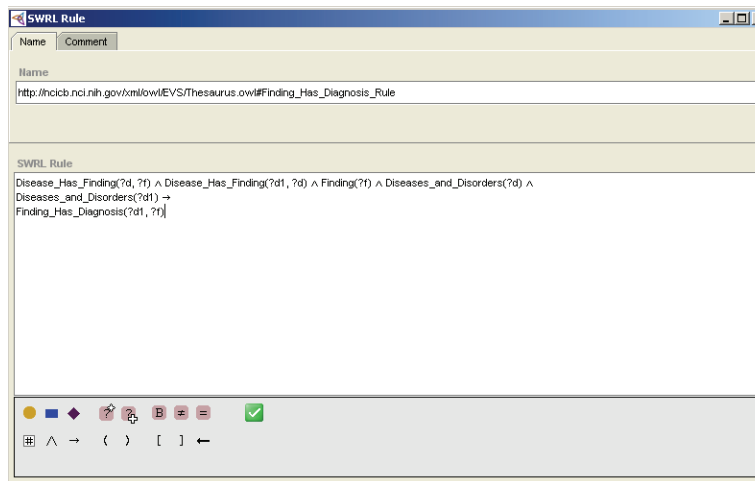 SWRL Rule
Name Comment
Name
http://ncicb.nci.nih.gov/xml/owl/EVS/Thesaurus.owl#Finding_Has_Diagnosis_Rule
SWRL Rule
Disease_Has_Finding(?d, ?f) ∧ Disease_Has_Finding(?d1, ?d) ∧ Finding(?f) ∧ Diseases_and_Disorders(?d) ∧
Diseases_and_Disorders(?d1) →
Finding_Has_Diagnosis(?d1, ?f)
? ? B ≠ =
# ∧ → ( ) [ ] ←